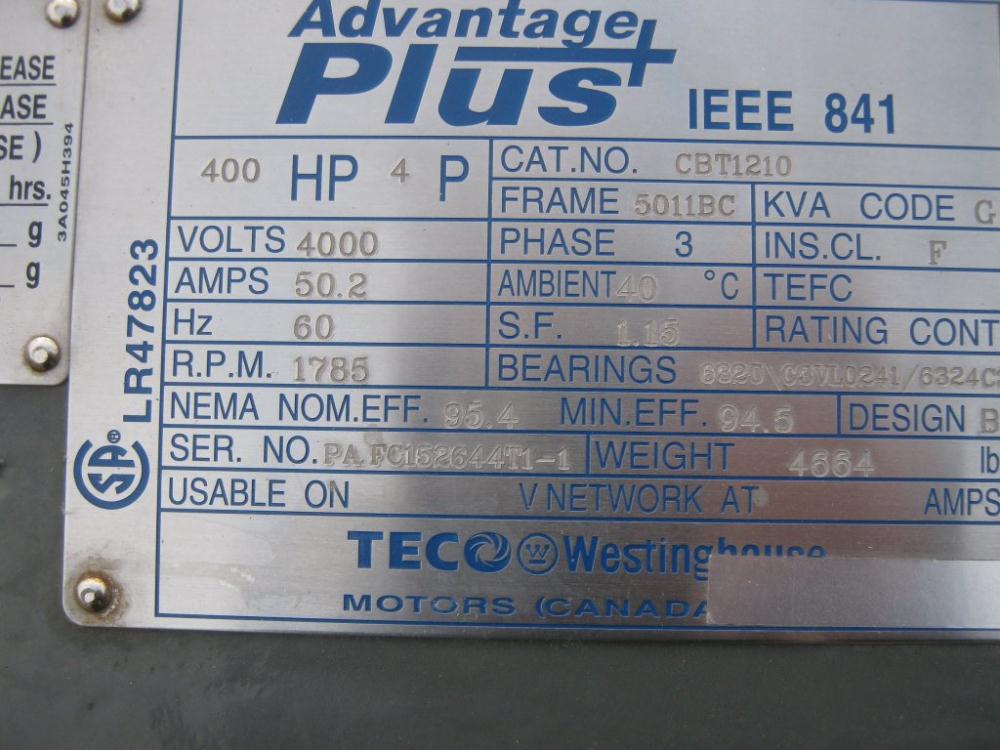 EASE
ASE
SE )
hrs.
g
g
3A045H394
LR47823
Advantage
Plus+
IEEE 841
400 HP 4 P
CAT.NO. CBT1210
FRAME 5011BC KVA CODE G
VOLTS 4000 PHASE 3 INS.CL. F
AMPS 50.2 AMBIENT 40 °C TEFC
Hz 60 S.F. 1.15 RATING CONT
R.P.M. 1785 BEARINGS 6320\C3VL0241/6324C
NEMA NOM.EFF. 95.4 MIN.EFF. 94.5 DESIGN B
SER. NO. PA FC152644T1-1 WEIGHT 4664 lb
USABLE ON V NETWORK AT AMPS
TECO W Westinghouse
MOTORS (CANADA